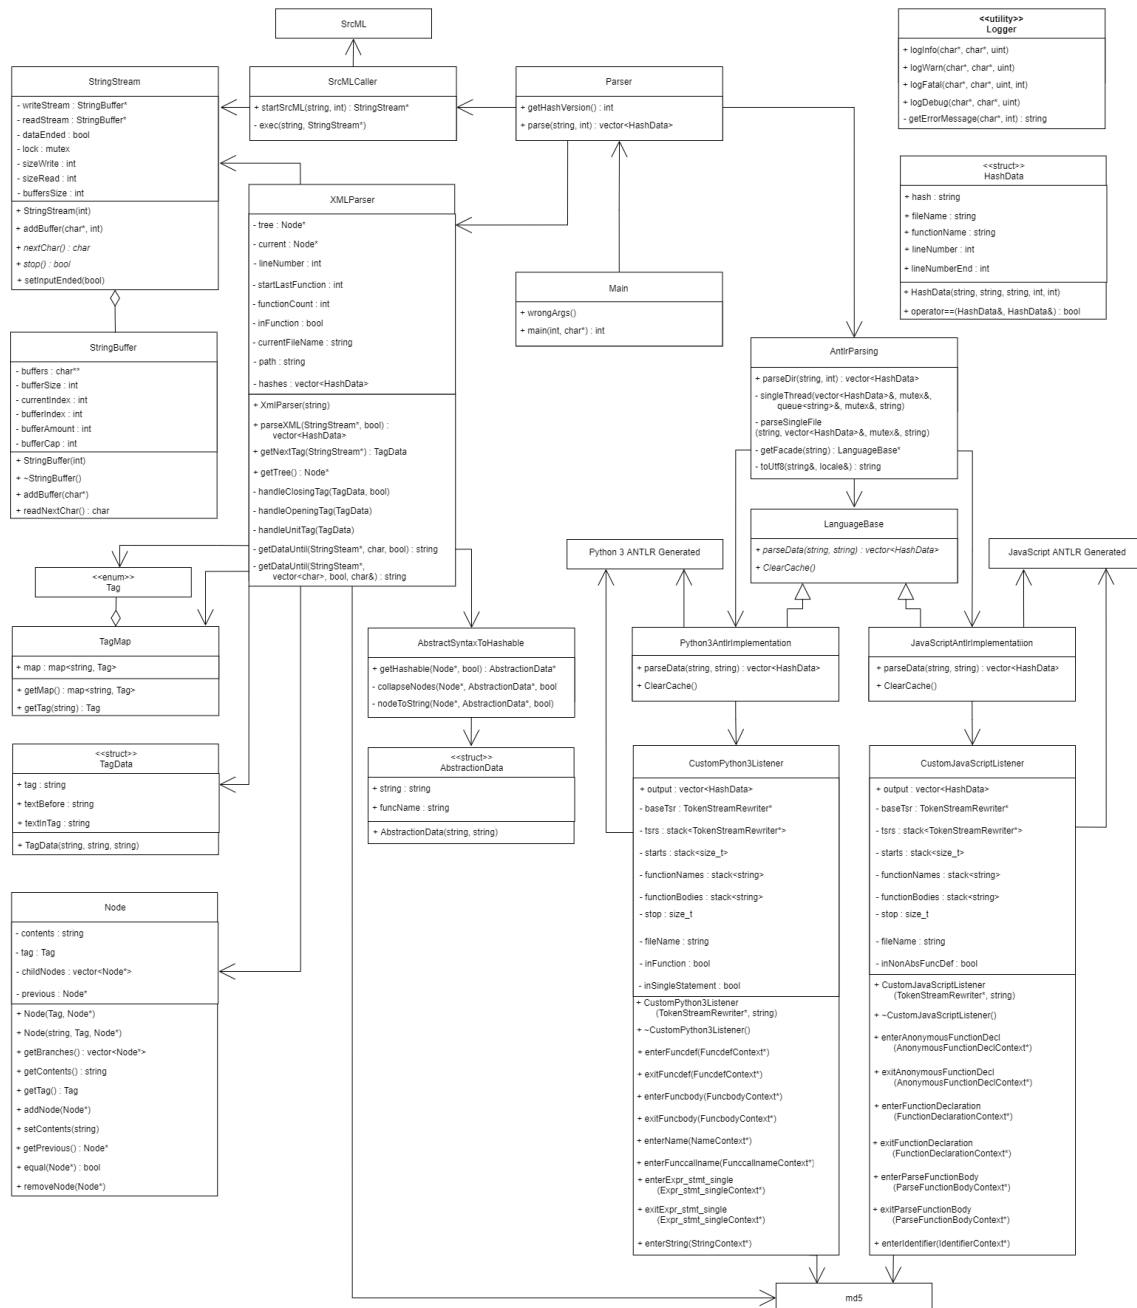 SrcML
<<utility>>
Logger
+ logInfo(char*, char*, uint)
+ logWarn(char*, char*, uint)
+ logFatal(char*, char*, uint, int)
+ logDebug(char*, char*, uint)
- getErrorMessage(char*, int) : string
StringStream
- writeStream : StringBuffer*
- readStream : StringBuffer*
- dataEnded : bool
- lock : mutex
- sizeWrite : int
- sizeRead : int
- buffersSize : int
+ StringStream(int)
+ addBuffer(char*, int)
+ nextChar() : char
+ stop() : bool
+ setInputEnded(bool)
SrcMLCaller
+ startSrcML(string, int) : StringStream*
- exec(string, StringStream*)
Parser
+ getHashVersion() : int
+ parse(string, int) : vector<HashData>
<<struct>>
HashData
+ hash : string
+ fileName : string
+ functionName : string
+ lineNumber : int
+ lineNumberEnd : int
+ HashData(string, string, string, int, int)
+ operator==(HashData&, HashData&) : bool
XMLParser
- tree : Node*
- current : Node*
- lineNumber : int
- startLastFunction : int
- functionCount : int
- inFunction : bool
- currentFileName : string
- path : string
- hashes : vector<HashData>
+ XmlParser(string)
+ parseXML(StringStream*, bool) :
vector<HashData>
+ getNextTag(StringStream*) : TagData
+ getTree() : Node*
- handleClosingTag(TagData, bool)
- handleOpeningTag(TagData)
- handleUnitTag(TagData)
- getDataUntil(StringSteam*, char, bool) : string
- getDataUntil(StringStream*,
vector<char>, bool, char&) : string
Main
+ wrongArgs()
+ main(int, char*) : int
StringBuffer
- buffers : char**
- bufferSize : int
- currentIndex : int
- bufferIndex : int
- bufferAmount : int
- bufferCap : int
+ StringBuffer(int)
+ ~StringBuffer()
+ addBuffer(char*)
+ readNextChar() : char
AntlrParsing
+ parseDir(string, int) : vector<HashData>
- singleThread(vector<HashData>&, mutex&,
queue<string>&, mutex&, string)
- parseSingleFile
(string, vector<HashData>&, mutex&, string)
- getFacade(string) : LanguageBase*
- toUtf8(string&, locale&) : string
LanguageBase
+ parseData(string, string) : vector<HashData>
+ ClearCache()
Python 3 ANTLR Generated
JavaScript ANTLR Generated
<<enum>>
Tag
TagMap
+ map : map<string, Tag>
+ getMap() : map<string, Tag>
+ getTag(string) : Tag
AbstractSyntaxToHashable
+ getHashable(Node*, bool) : AbstractionData*
- collapseNodes(Node*, AbstractionData*, bool
- nodeToString(Node*, AbstractionData*, bool)
Python3AntlrImplementation
+ parseData(string, string) : vector<HashData>
+ ClearCache()
JavaScriptAntlrImplementatiion
+ parseData(string, string) : vector<HashData>
+ ClearCache()
<<struct>>
TagData
+ tag : string
+ textBefore : string
+ textInTag : string
+ TagData(string, string, string)
<<struct>>
AbstractionData
+ string : string
+ funcName : string
+ AbstractionData(string, string)
CustomPython3Listener
+ output : vector<HashData>
- baseTsr : TokenStreamRewriter*
- tsrs : stack<TokenStreamRewriter*>
- starts : stack<size_t>
- functionNames : stack<string>
- functionBodies : stack<string>
- stop : size_t
- fileName : string
- inFunction : bool
- inSingleStatement : bool
+ CustomPython3Listener
(TokenStreamRewriter*, string)
+ ~CustomPython3Listener()
+ enterFuncdef(FuncdefContext*)
+ exitFuncdef(FuncdefContext*)
+ enterFuncbody(FuncbodyContext*)
+ exitFuncbody(FuncbodyContext*)
+ enterName(NameContext*)
+ enterFunccallname(FunccallnameContext*)
+ enterExpr_stmt_single
(Expr_stmt_singleContext*)
+ exitExpr_stmt_single
(Expr_stmt_singleContext*)
+ enterString(StringContext*)
CustomJavaScriptListener
+ output : vector<HashData>
- baseTsr : TokenStreamRewriter*
- tsrs : stack<TokenStreamRewriter*>
- starts : stack<size_t>
- functionNames : stack<string>
- functionBodies : stack<string>
- stop : size_t
- fileName : string
- inNonAbsFuncDef : bool
+ CustomJavaScriptListener
(TokenStreamRewriter*, string)
+ ~CustomJavaScriptListener()
+ enterAnonymousFunctionDecl
(AnonymousFunctionDeclContext*)
+ exitAnonymousFunctionDecl
(AnonymousFunctionDeclContext*)
+ enterFunctionDeclaration
(FunctionDeclarationContext*)
+ exitFunctionDeclaration
(FunctionDeclarationContext*)
+ enterParseFunctionBody
(ParseFunctionBodyContext*)
+ exitParseFunctionBody
(ParseFunctionBodyContext*)
+ enterIdentifier(IdentifierContext*)
Node
- contents : string
- tag : Tag
- childNodes : vector<Node*>
- previous : Node*
+ Node(Tag, Node*)
+ Node(string, Tag, Node*)
+ getBranches() : vector<Node*>
+ getContents() : string
+ getTag() : Tag
+ addNode(Node*)
+ setContents(string)
+ getPrevious() : Node*
+ equal(Node*) : bool
+ removeNode(Node*)
md5